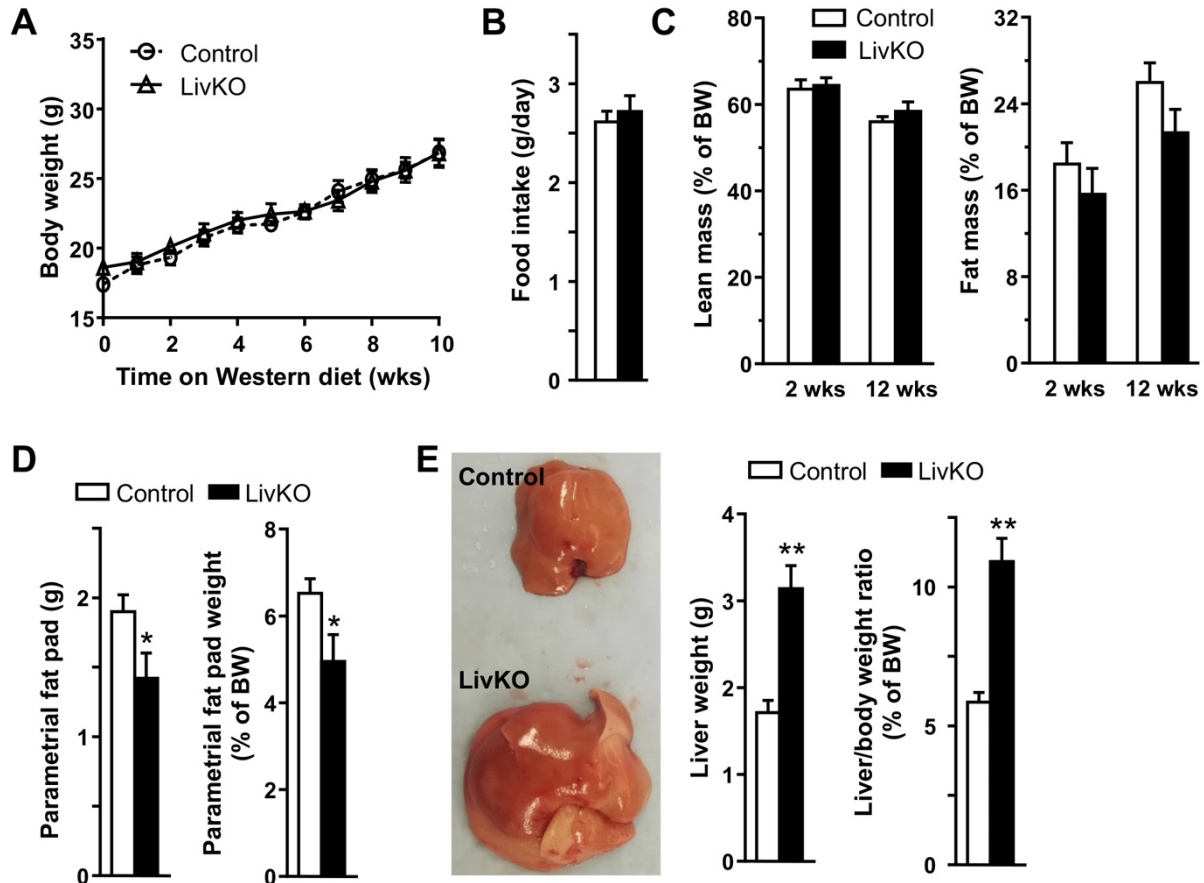 A
Control
LivKO
Body weight (g)
35
30
25
20
15
0 2 4 6 8 10
Time on Western diet (wks)
B
Food intake (g/day)
3
2
1
0
C
Control
LivKO
Lean mass (% of BW)
80
60
40
20
0
2 wks 12 wks
Fat mass (% of BW)
32
24
16
8
0
2 wks 12 wks
D
Control LivKO
Parametrial fat pad (g)
2
1
0
*
Parametrial fat pad weight
(% of BW)
8
6
4
2
0
*
E
Control
LivKO
Control LivKO
Liver weight (g)
4
3
2
1
0
**
Liver/body weight ratio
(% of BW)
10
5
0
**